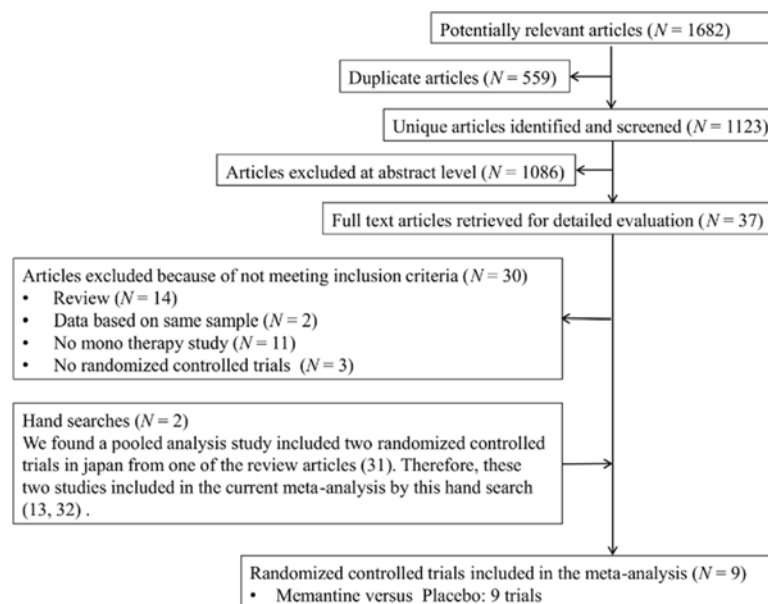 Potentially relevant articles (N = 1682)
Duplicate articles (N = 559)
Unique articles identified and screened (N = 1123)
Articles excluded at abstract level (N = 1086)
Full text articles retrieved for detailed evaluation (N = 37)
Articles excluded because of not meeting inclusion criteria (N = 30)
• Review (N = 14)
• Data based on same sample (N = 2)
• No mono therapy study (N = 11)
• No randomized controlled trials (N = 3)
Hand searches (N = 2)
We found a pooled analysis study included two randomized controlled
trials in japan from one of the review articles (31). Therefore, these
two studies included in the current meta-analysis by this hand search
(13, 32) .
Randomized controlled trials included in the meta-analysis (N = 9)
• Memantine versus Placebo: 9 trials